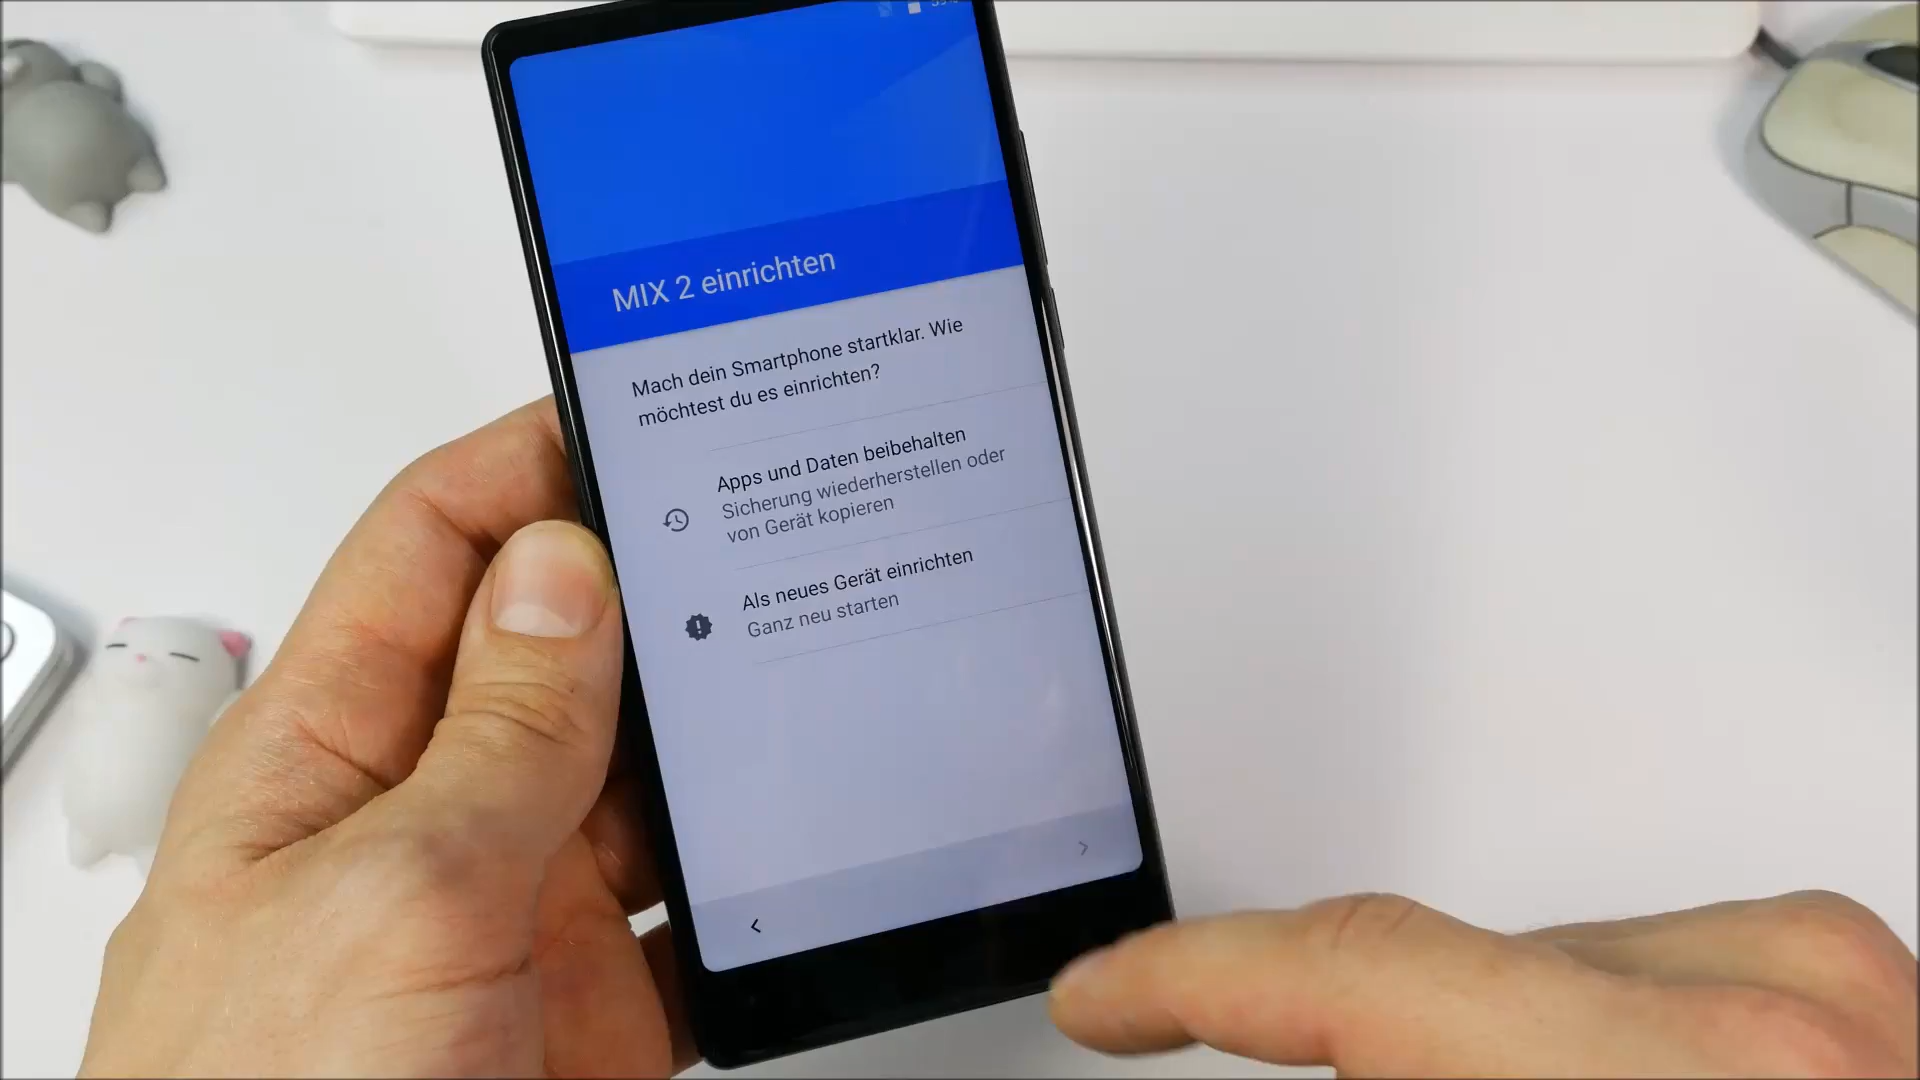 MIX 2 einrichten
Mach dein Smartphone startklar. Wie
möchtest du es einrichten?
Apps und Daten beibehalten
Sicherung wiederherstellen oder
von Gerät kopieren
Als neues Gerät einrichten
Ganz neu starten